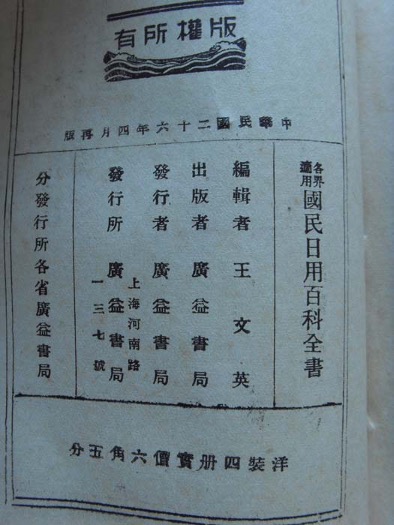 版權所有
中華民國二十六年四月再版
各界適用
國民日用百科全書
編輯者 王文英
出版者 廣益書局
發行者 廣益書局
上海河南路
發行所 廣益書局
一三七號
分發行所各省廣益書局
洋裝四册實價六角五分